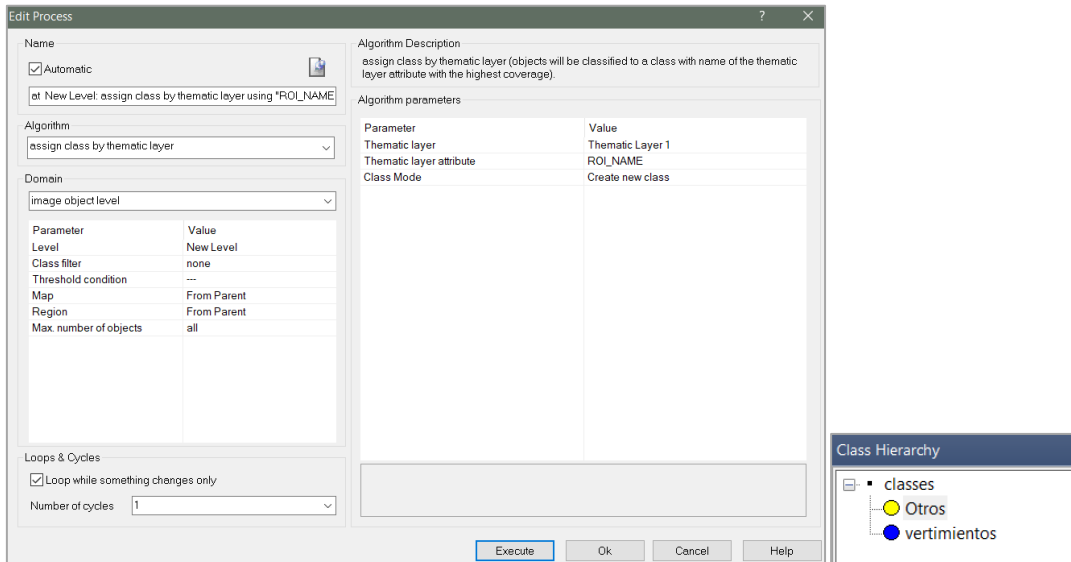 Edit Process
?
Name
Automatic
at New Level: assign class by thematic layer using "ROI_NAME
Algorithm
assign class by thematic layer
Domain
image object level
Parameter Value
Level New Level
Class filter none
Threshold condition ---
Map From Parent
Region From Parent
Max. number of objects all
Loops & Cycles
Loop while something changes only
Number of cycles 1
Algorithm Description
assign class by thematic layer (objects will be classified to a class with name of the thematic
layer attribute with the highest coverage).
Algorithm parameters
Parameter Value
Thematic layer Thematic Layer 1
Thematic layer attribute ROI_NAME
Class Mode Create new class
Execute Ok Cancel Help
Class Hierarchy
classes
Otros
vertimientos